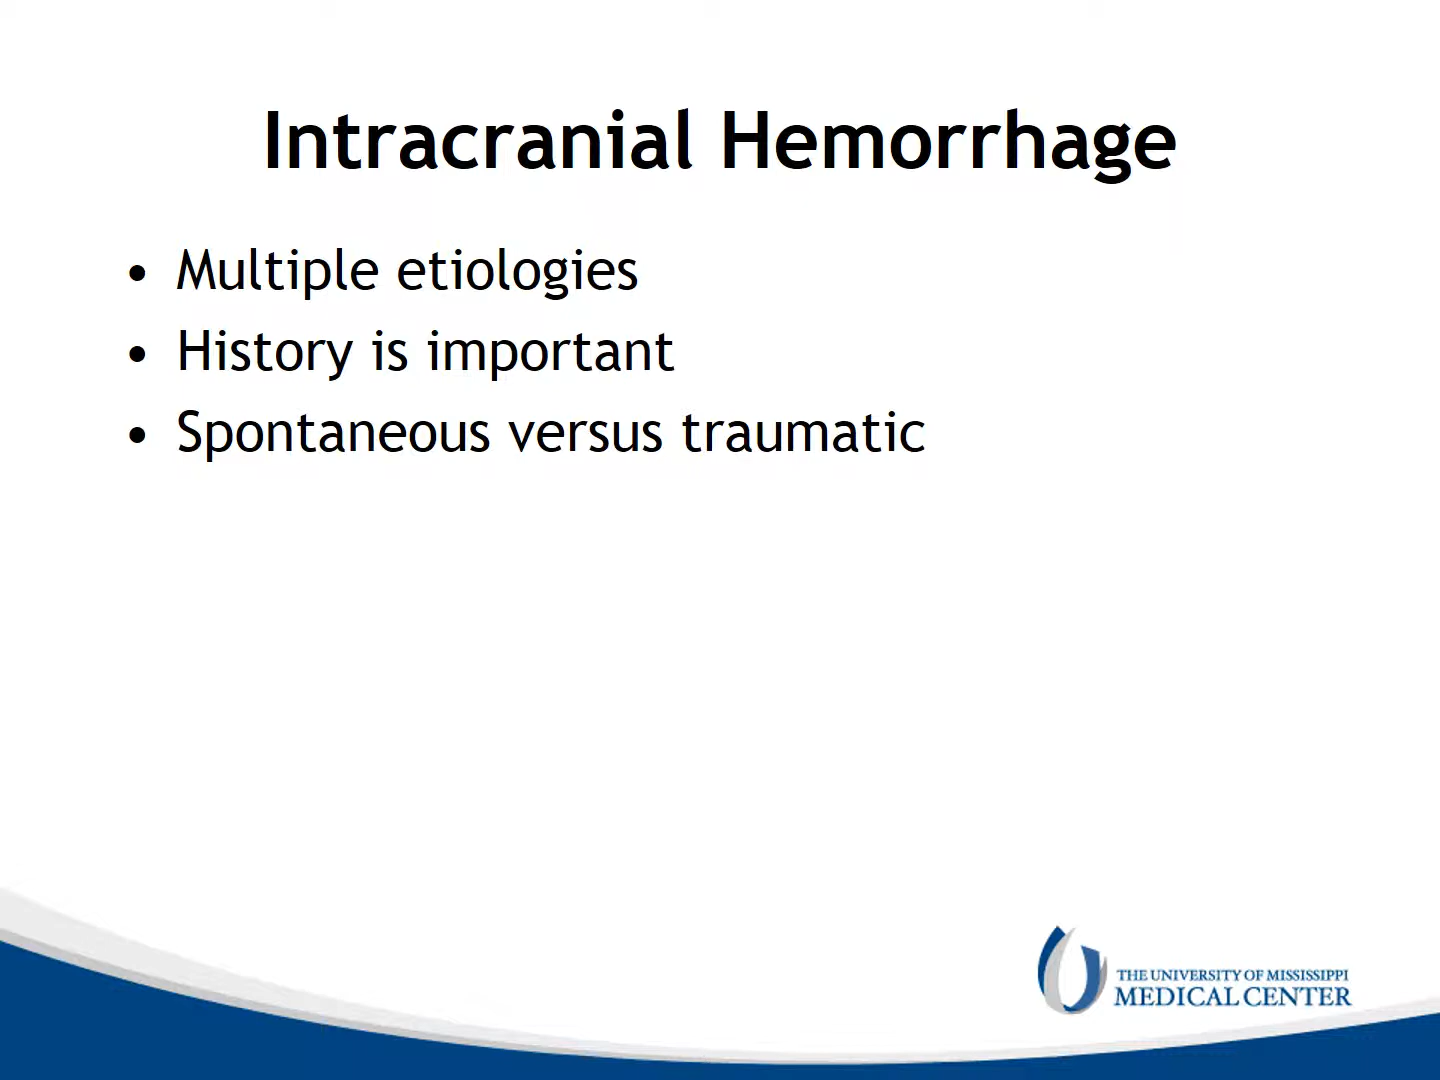 Intracranial Hemorrhage
• Multiple etiologies
• History is important
• Spontaneous versus traumatic
THE UNIVERSITY OF MISSISSIPPI
MEDICAL CENTER